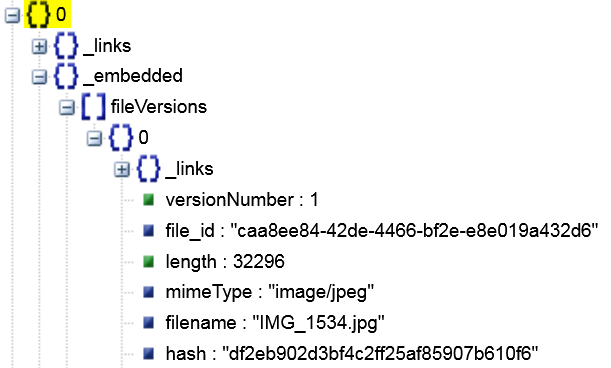 {} 0
{} _links
{} _embedded
[] fileVersions
{} 0
{} _links
versionNumber : 1
file_id : "caa8ee84-42de-4466-bf2e-e8e019a432d6"
length : 32296
mimeType : "image/jpeg"
filename : "IMG_1534.jpg"
hash : "df2eb902d3bf4c2ff25af85907b610f6"